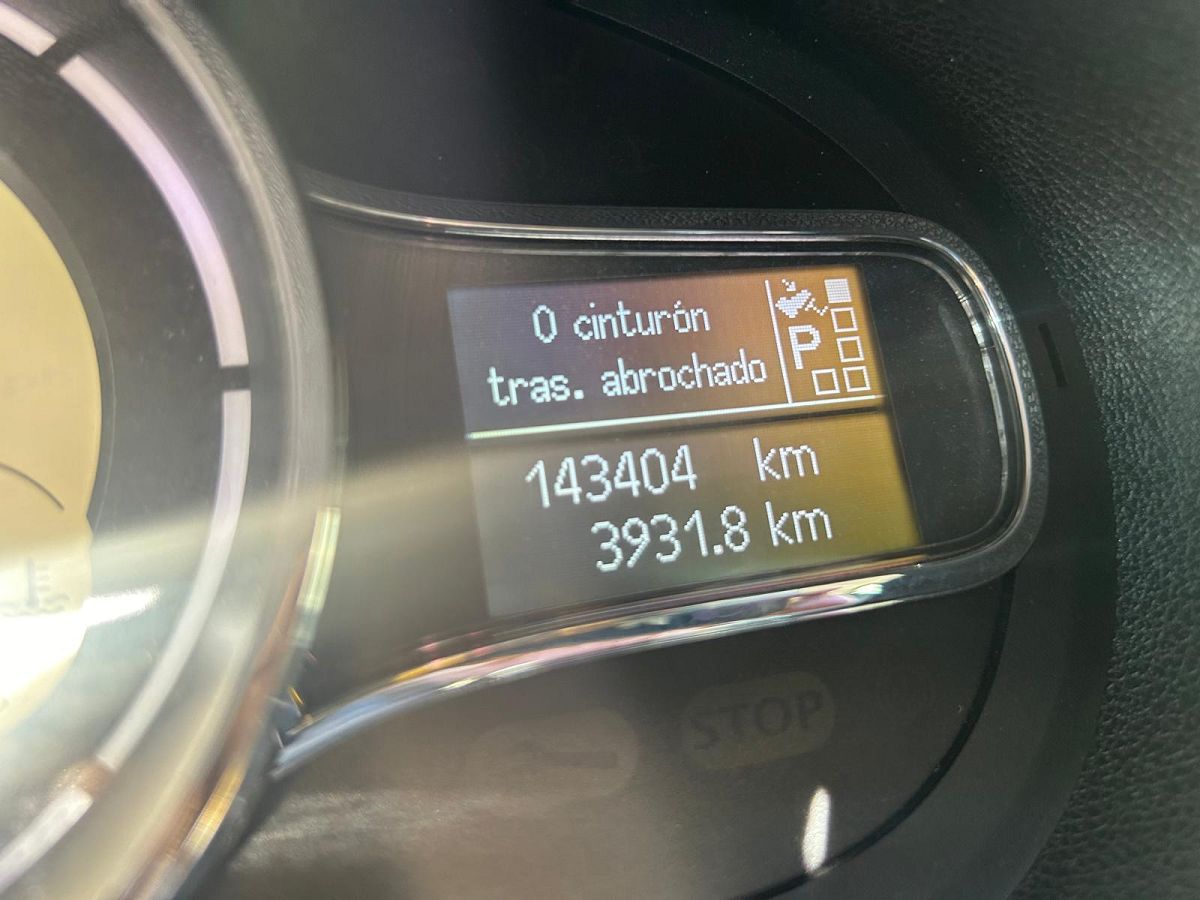 0 cinturón
tras. abrochado
P
143404 km
3931.8 km
STOP